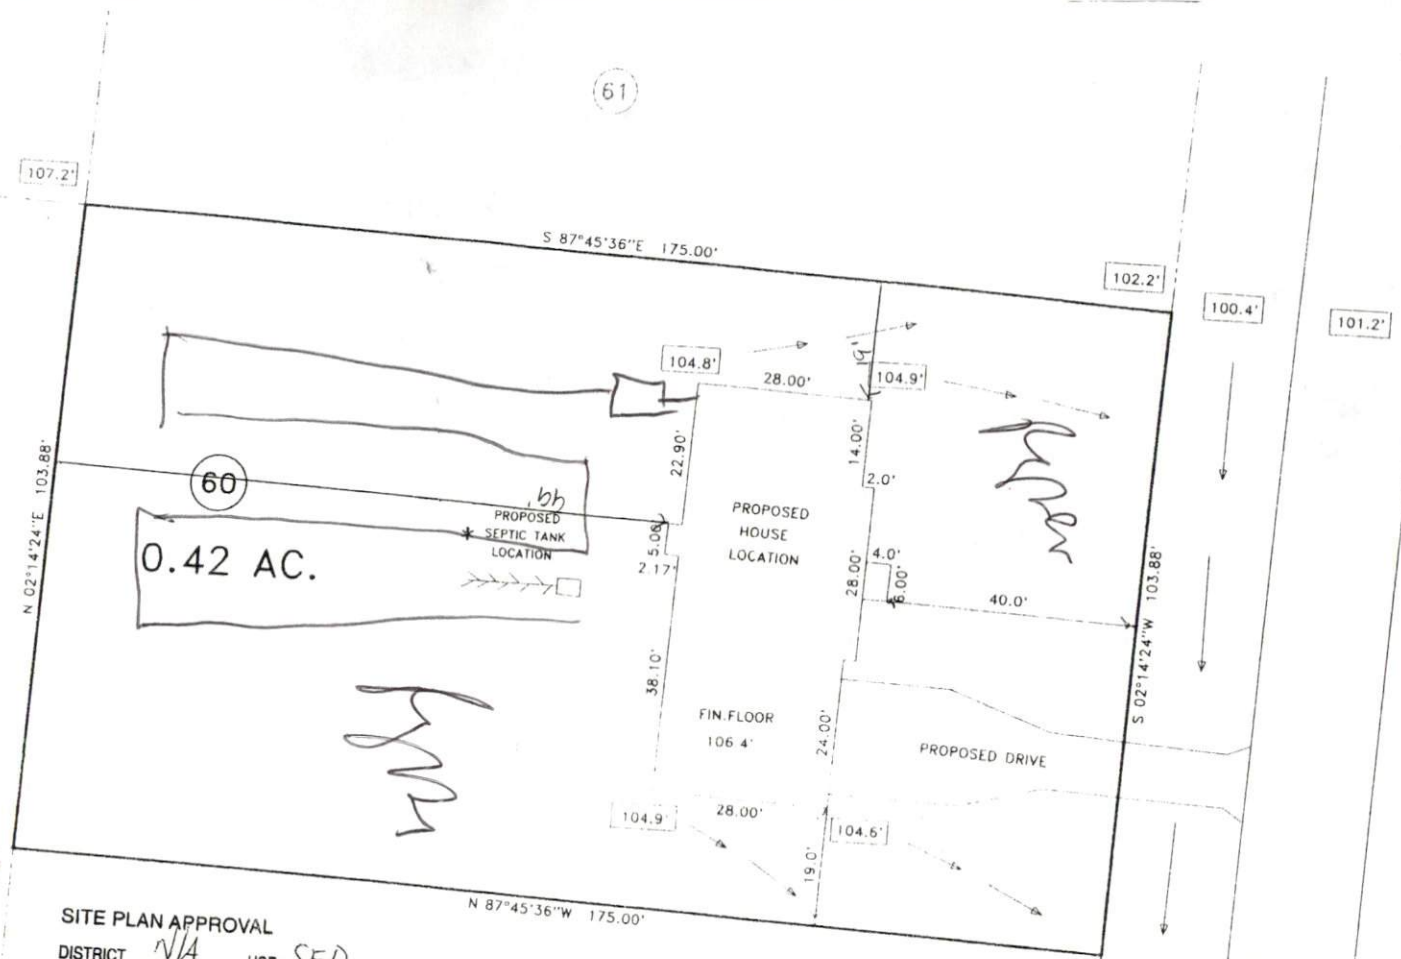 61
107.2'
S 87°45'36"E 175.00'
102.2'
100.4'
101.2'
104.8'
28.00'
19'
104.9'
22.90'
14.00'
2.0'
N 02°14'24"E 103.88'
60
99'
PROPOSED
* SEPTIC TANK
LOCATION
0.42 AC.
5.00
2.17'
PROPOSED
HOUSE
LOCATION
28.00'
4.0'
6.00'
40.0'
S 02°14'24"W 103.88'
38.10'
FIN.FLOOR
106 4'
24.00'
PROPOSED DRIVE
104.9'
28.00'
104.6'
19.0'
N 87°45'36"W 175.00'
SITE PLAN APPROVAL
DISTRICT N/A USE SFD